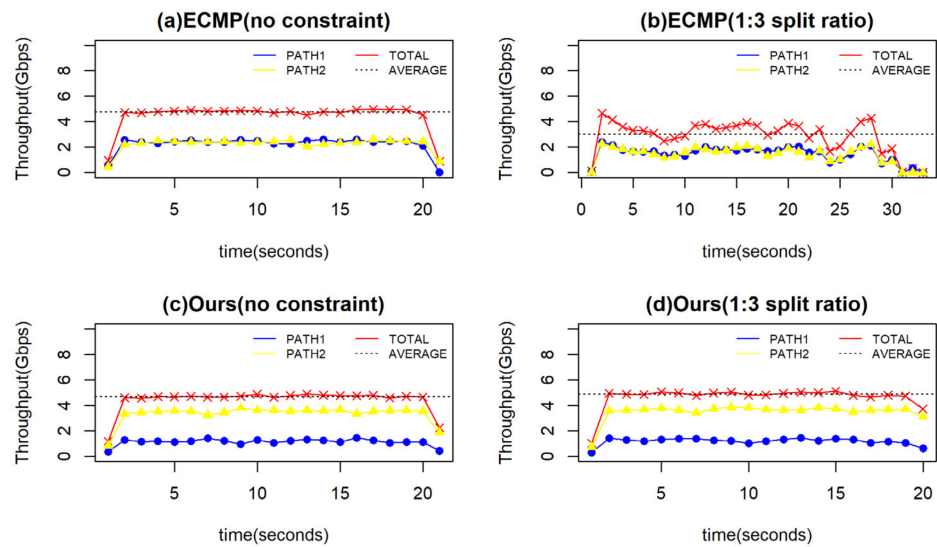 (a)ECMP(no constraint)
Throughput(Gbps)
0 2 4 6 8
PATH1 TOTAL
PATH2 AVERAGE
5 10 15 20
time(seconds)
(b)ECMP(1:3 split ratio)
Throughput(Gbps)
0 2 4 6 8
PATH1 TOTAL
PATH2 AVERAGE
0 5 10 15 20 25 30
time(seconds)
(c)Ours(no constraint)
Throughput(Gbps)
0 2 4 6 8
PATH1 TOTAL
PATH2 AVERAGE
5 10 15 20
time(seconds)
(d)Ours(1:3 split ratio)
Throughput(Gbps)
0 2 4 6 8
PATH1 TOTAL
PATH2 AVERAGE
5 10 15 20
time(seconds)